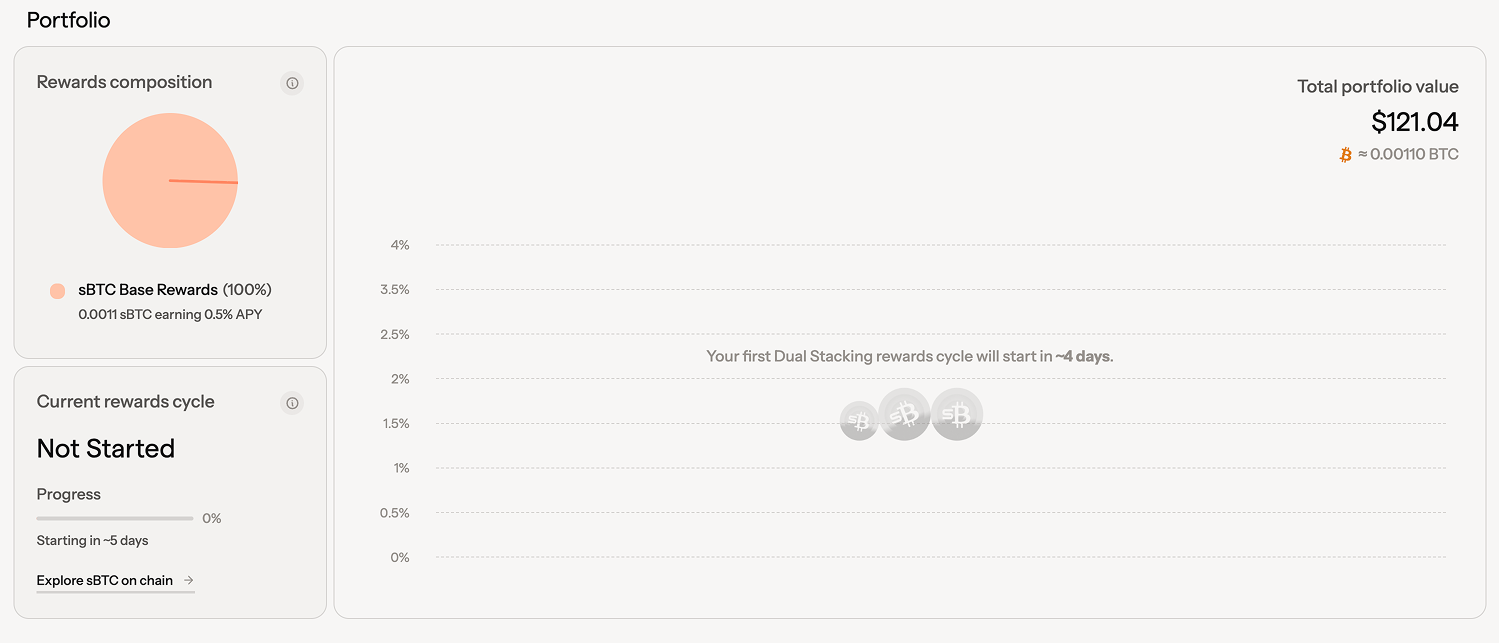 Portfolio
Rewards composition
sBTC Base Rewards (100%)
0.0011 sBTC earning 0.5% APY
Current rewards cycle
Not Started
Progress
0%
Starting in ~5 days
Explore sBTC on chain →
Total portfolio value
$121.04
≈ 0.00110 BTC
4%
3.5%
2.5%
Your first Dual Stacking rewards cycle will start in ~4 days.
2%
1.5%
1%
0.5%
0%